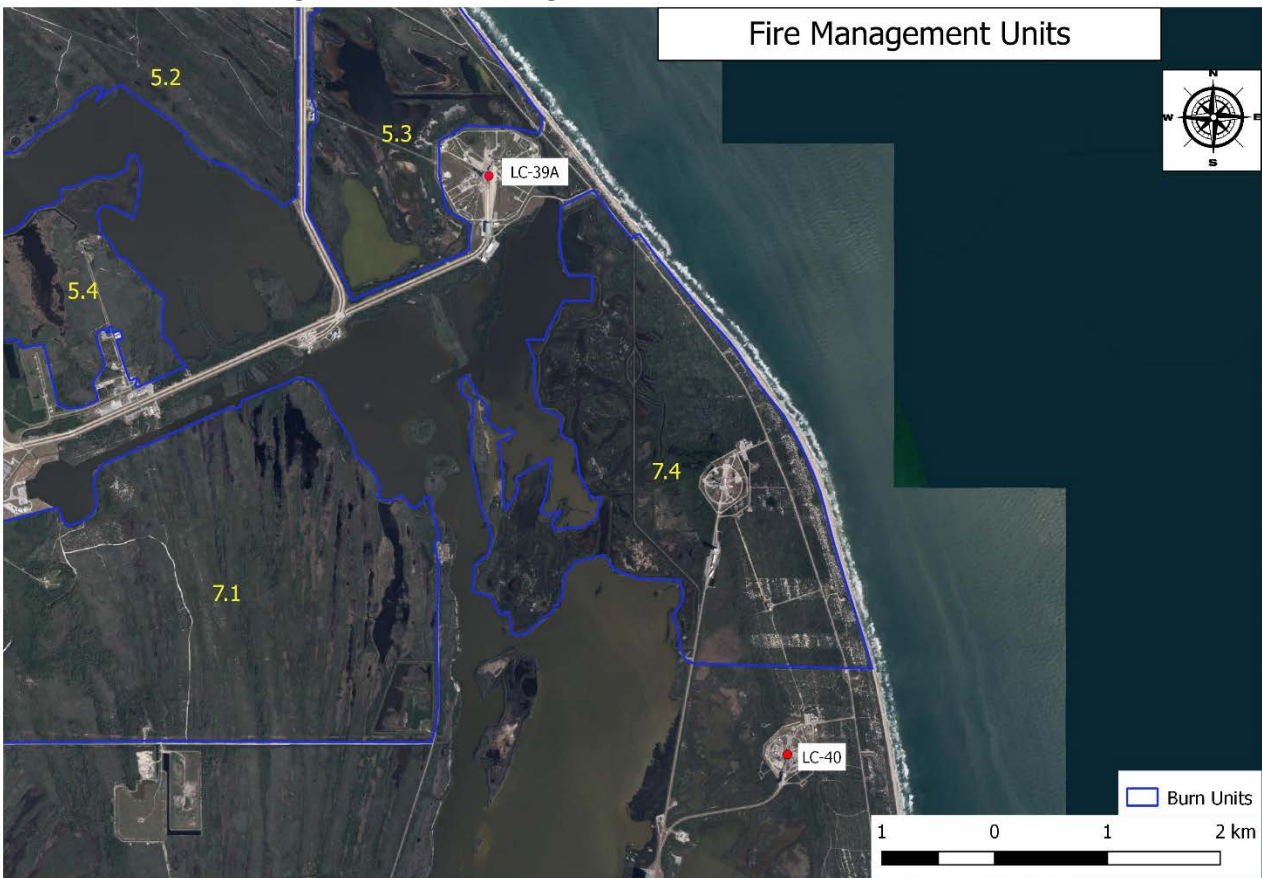 Fire Management Units
N
W E
S
5.2
5.3
LC-39A
5.4
7.4
7.1
LC-40
Burn Units
1 0 1 2 km